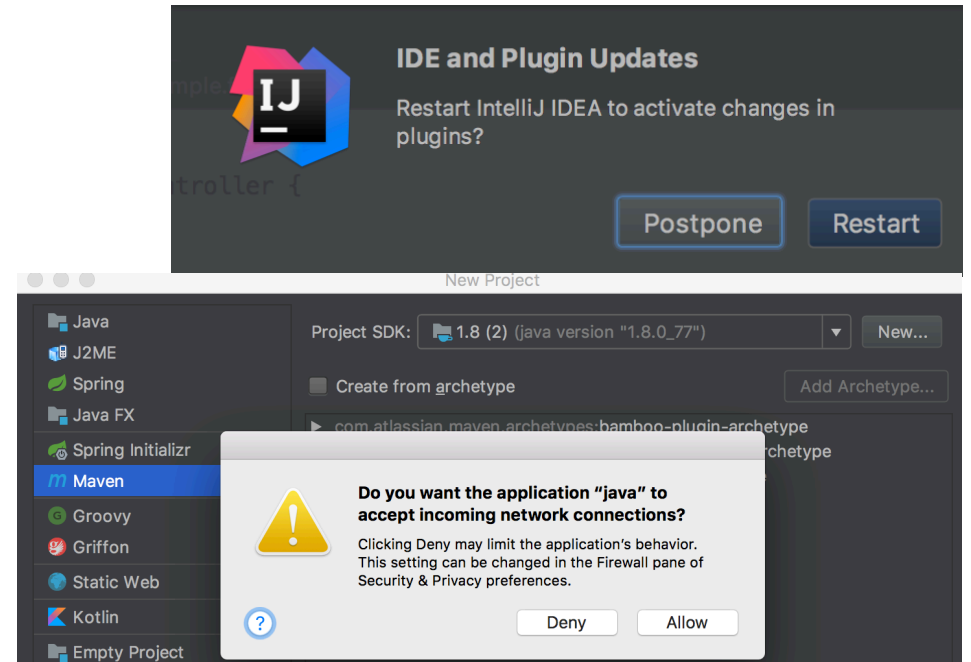 IJ
IDE and Plugin Updates
Restart IntelliJ IDEA to activate changes in
plugins?
mple.
troller {
Postpone
Restart
New Project
Java
J2ME
Spring
Java FX
Spring Initializr
Maven
Groovy
Griffon
Static Web
Kotlin
Empty Project
Project SDK: 1.8 (2) (java version "1.8.0_77")
New...
Create from archetype
Add Archetype...
com.atlassian.maven.archetypes:bamboo-plugin-archetype
rchetype
Do you want the application “java” to
accept incoming network connections?
Clicking Deny may limit the application’s behavior.
This setting can be changed in the Firewall pane of
Security & Privacy preferences.
?
Deny
Allow